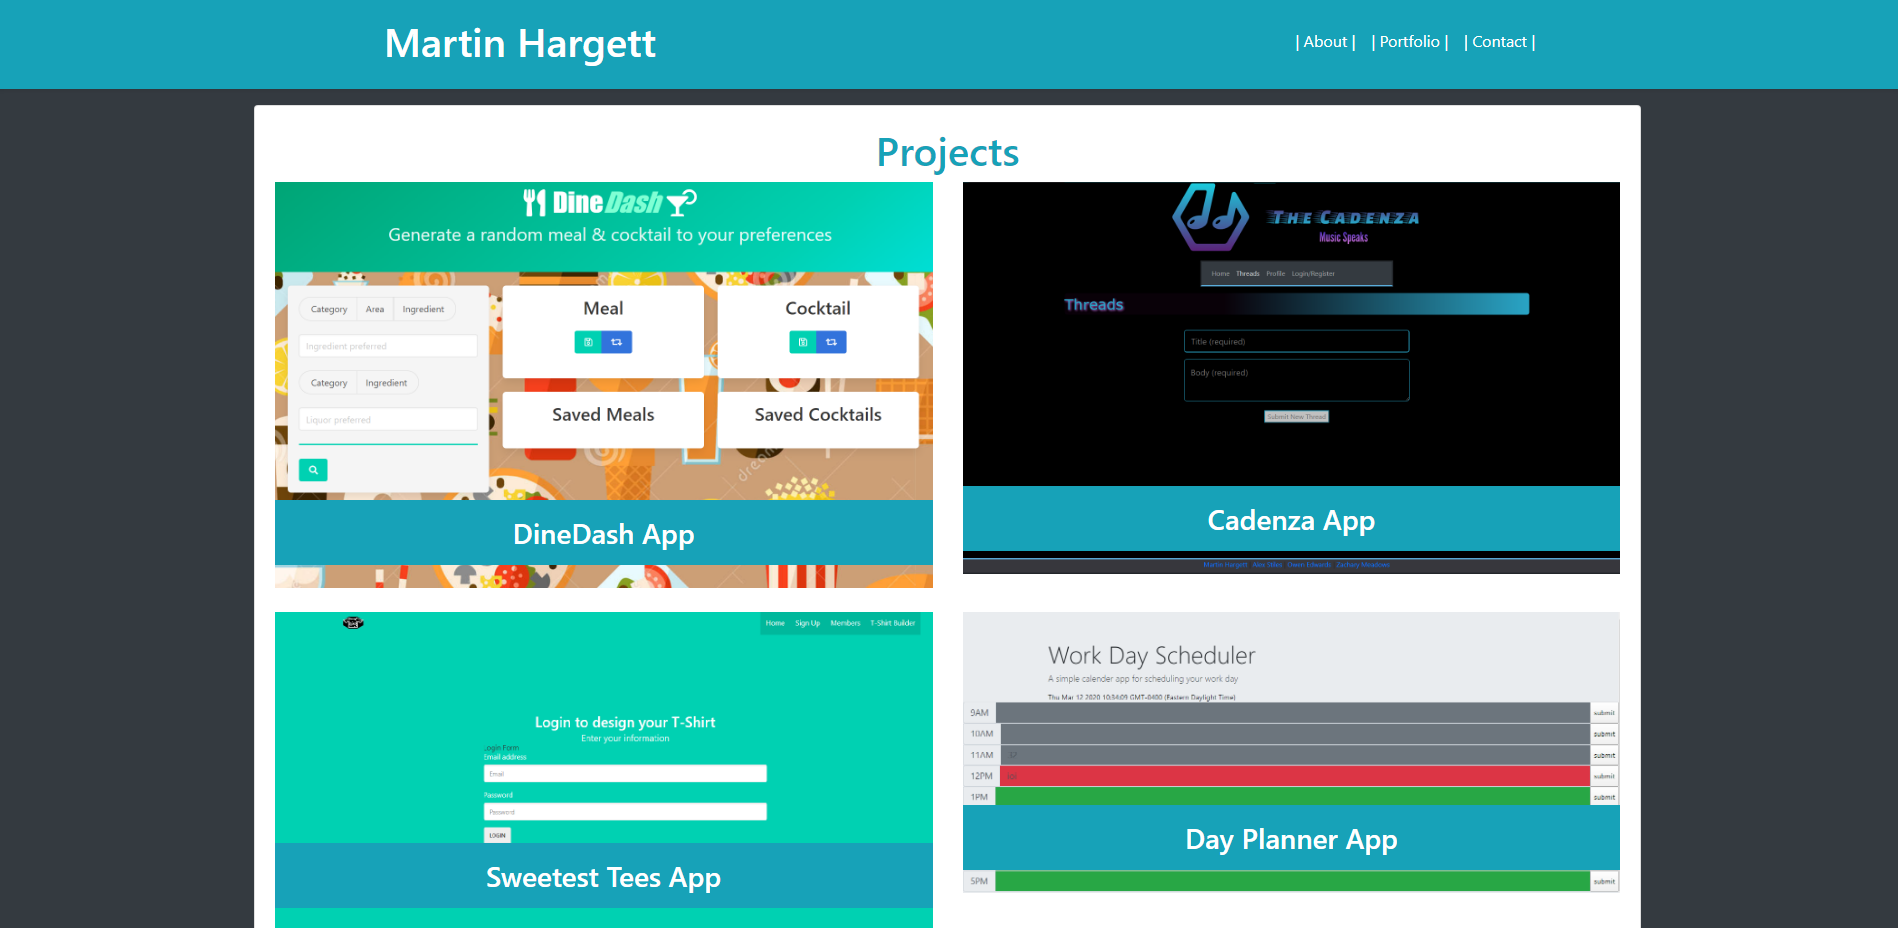 Martin Hargett
| About | | Portfolio | | Contact |
Projects
Dine Dash
Generate a random meal & cocktail to your preferences
Category Area Ingredient
Ingredient preferred
Category Ingredient
Liquor preferred
Meal
Cocktail
Saved Meals
Saved Cocktails
DineDash App
THE CADENZA
Music Speaks
Home Threads Profile Login/Register
Threads
Title (required)
Body (required)
Submit New Thread
Cadenza App
Martin Hargett Alex Stiles Owen Edwards Zachary Meadows
Home Sign Up Members T-Shirt Builder
Login to design your T-Shirt
Enter your information
Login Form
Email address
Email
Password
Password
LOGIN
Sweetest Tees App
Work Day Scheduler
A simple calender app for scheduling your work day
Thu Mar 12 2020 10:34:09 GMT-0400 (Eastern Daylight Time)
9AM submit
10AM submit
11AM submit
12PM submit
1PM submit
Day Planner App
5PM submit